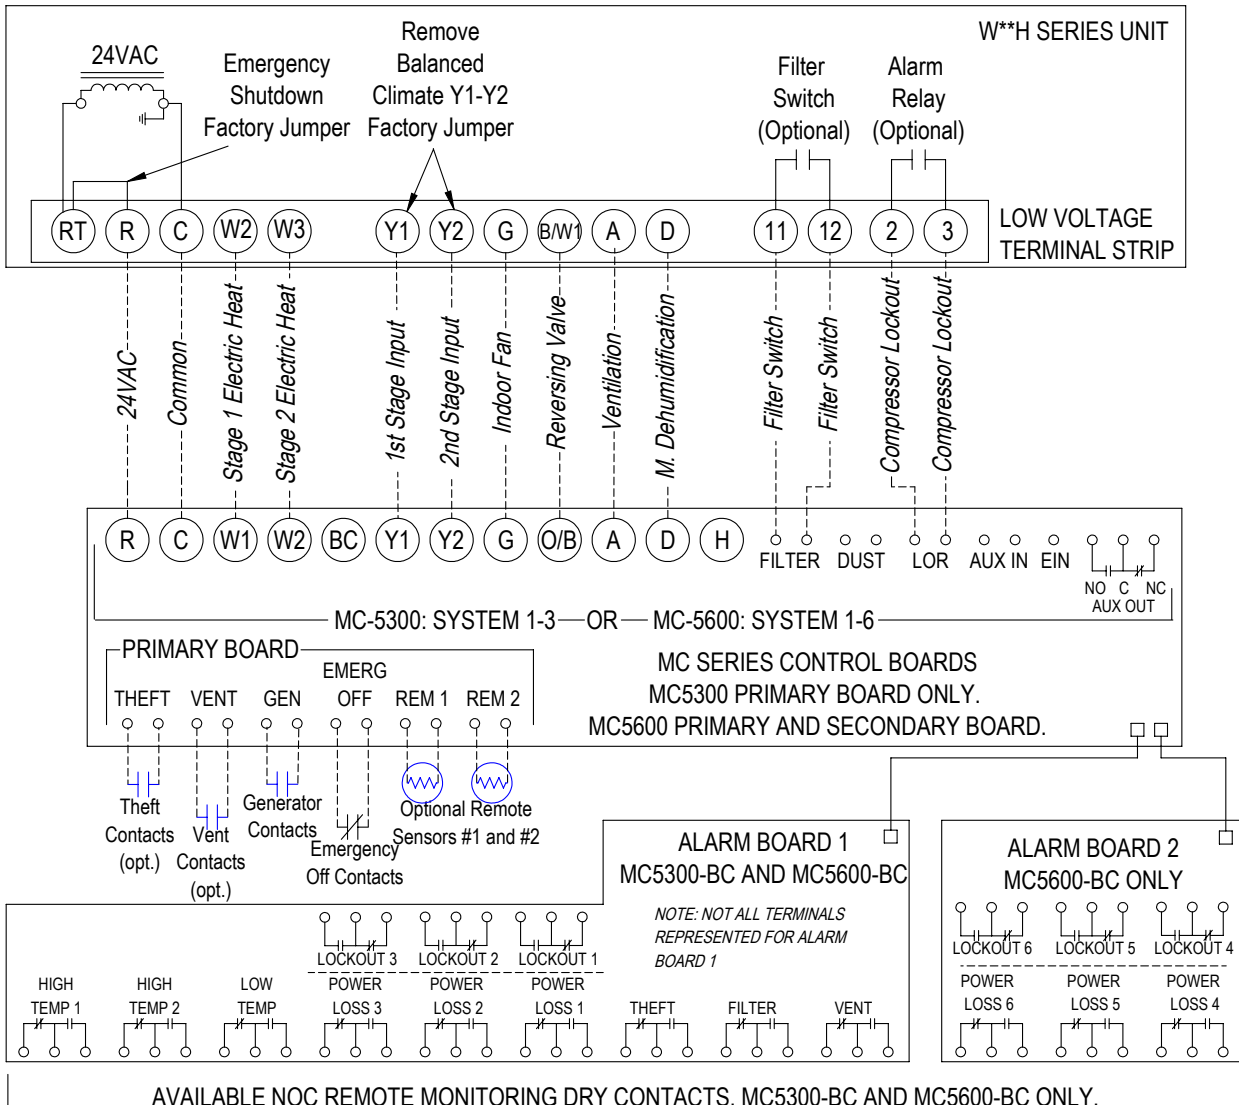 W**H SERIES UNIT
24VAC
Emergency
Shutdown
Factory Jumper
Remove
Balanced
Climate Y1-Y2
Factory Jumper
Filter
Switch
(Optional)
Alarm
Relay
(Optional)
RT R C W2 W3 Y1 Y2 G B/W1 A D 11 12 2 3
LOW VOLTAGE
TERMINAL STRIP
24VAC
Common
Stage 1 Electric Heat
Stage 2 Electric Heat
1st Stage Input
2nd Stage Input
Indoor Fan
Reversing Valve
Ventilation
M. Dehumidification
Filter Switch
Filter Switch
Compressor Lockout
Compressor Lockout
R C W1 W2 BC Y1 Y2 G O/B A D H
FILTER DUST LOR AUX IN EIN
NO C NC
AUX OUT
MC-5300: SYSTEM 1-3 OR MC-5600: SYSTEM 1-6
PRIMARY BOARD
THEFT VENT GEN EMERG OFF REM 1 REM 2
MC SERIES CONTROL BOARDS
MC5300 PRIMARY BOARD ONLY.
MC5600 PRIMARY AND SECONDARY BOARD.
Theft
Contacts
(opt.)
Vent
Contacts
(opt.)
Generator
Contacts
Emergency
Off Contacts
Optional Remote
Sensors #1 and #2
ALARM BOARD 1
MC5300-BC AND MC5600-BC
NOTE: NOT ALL TERMINALS
REPRESENTED FOR ALARM
BOARD 1
ALARM BOARD 2
MC5600-BC ONLY
LOCKOUT 3 LOCKOUT 2 LOCKOUT 1
LOCKOUT 6 LOCKOUT 5 LOCKOUT 4
HIGH
TEMP 1
HIGH
TEMP 2
LOW
TEMP
POWER
LOSS 3
POWER
LOSS 2
POWER
LOSS 1
THEFT
FILTER
VENT
POWER
LOSS 6
POWER
LOSS 5
POWER
LOSS 4
AVAILABLE NOC REMOTE MONITORING DRY CONTACTS. MC5300-BC AND MC5600-BC ONLY.